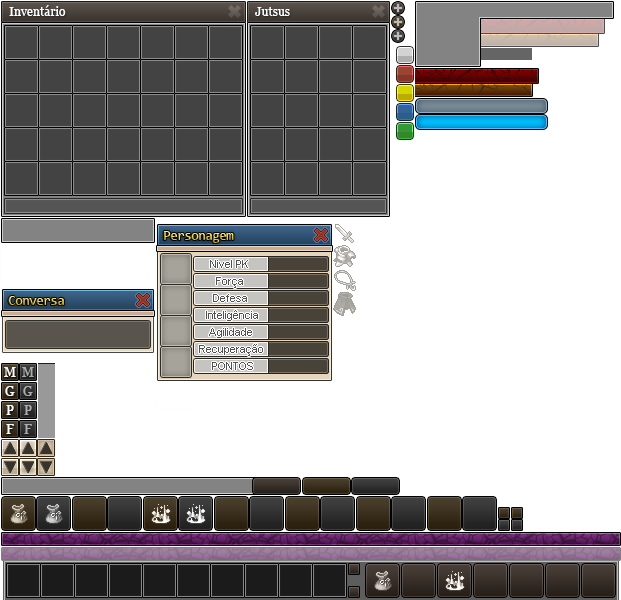 Inventário
Jutsus
Personagem
Nivel PK
Força
Defesa
Inteligência
Agilidade
Recuperação
PONTOS
Conversa
M M
G G
P P
F F